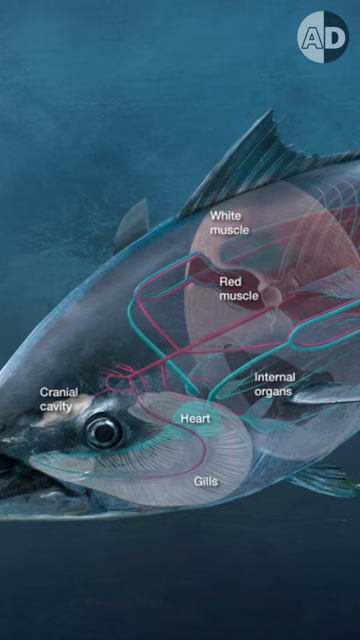 AD
White
muscle
Red
muscle
Cranial
cavity
Internal
organs
Heart
Gills